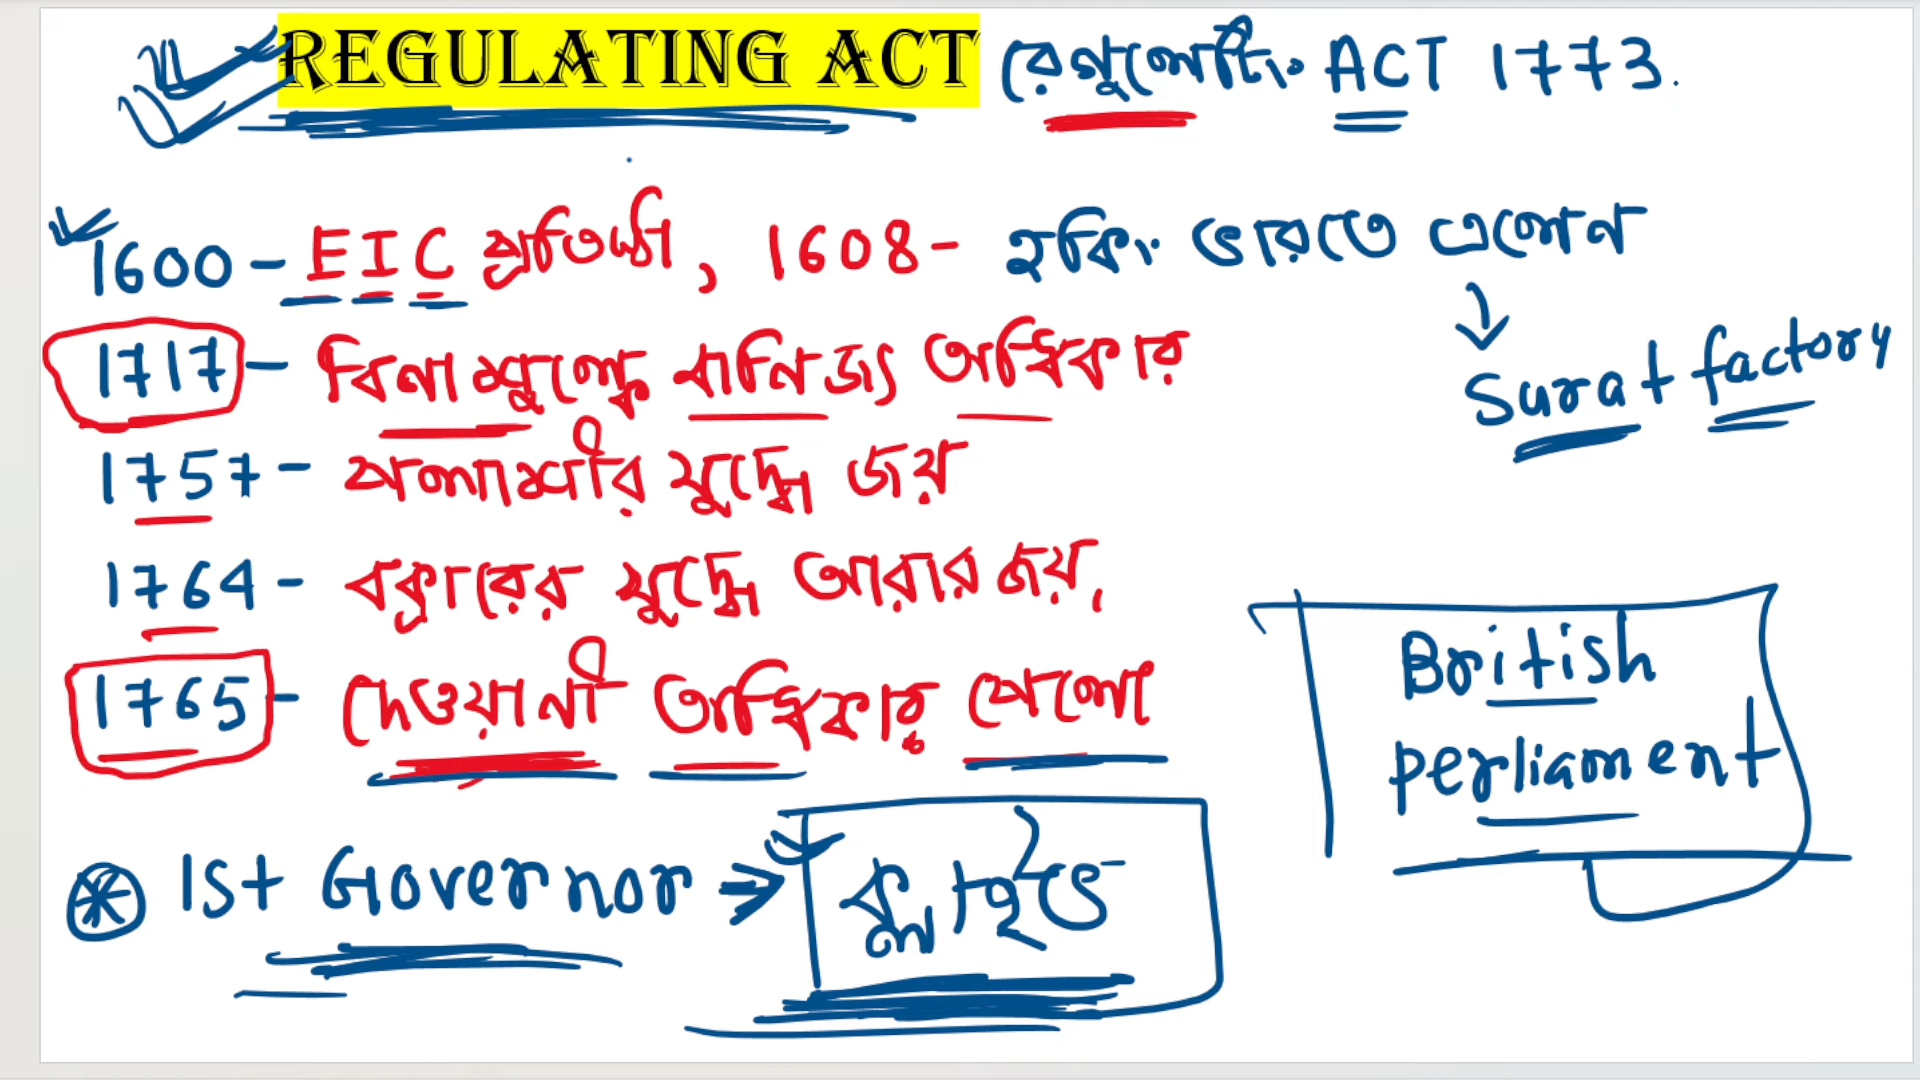 REGULATING ACT রেগুলেটিং ACT 1773.
1600 - EIC প্রতিষ্ঠা, 1608 - হকিং ভারতে এলেন
Surat factory
1717 - বিনাশুল্কে বানিজ্য অধিকার
1757 - পলাশীর যুদ্ধে জয়
1764 - বক্সারের যুদ্ধে আবার জয়,
1765 - দেওয়ানী অধিকার পেলো
British
perliament
1st Governor ⇒ ক্লাইভ